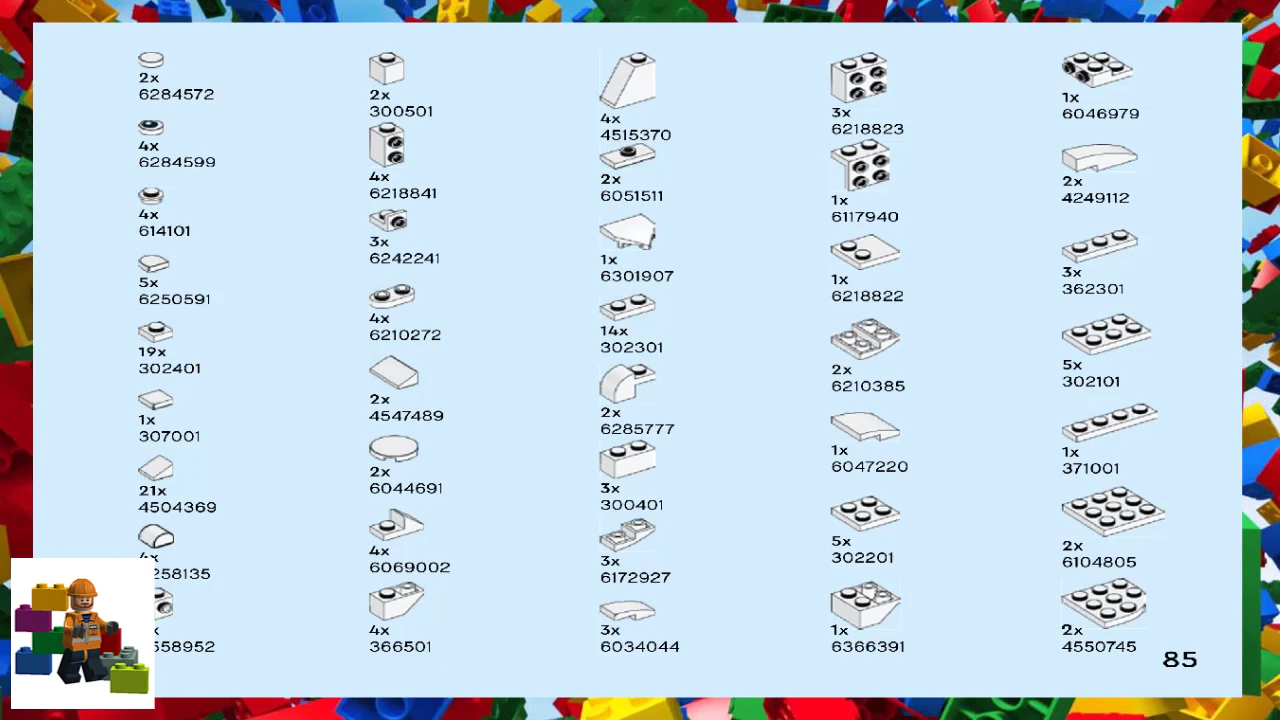 2x
6284572
4x
6284599
4x
614101
5x
6250591
19x
302401
1x
307001
21x
4504369
4x
258135
x
558952
2x
300501
4x
6218841
3x
6242241
4x
6210272
2x
4547489
2x
6044691
4x
6069002
4x
366501
4x
4515370
2x
6051511
1x
6301907
14x
302301
2x
6285777
3x
300401
3x
6172927
3x
6034044
3x
6218823
1x
6117940
1x
6218822
2x
6210385
1x
6047220
5x
302201
1x
6366391
1x
6046979
2x
4249112
3x
362301
5x
302101
1x
371001
2x
6104805
2x
4550745
85